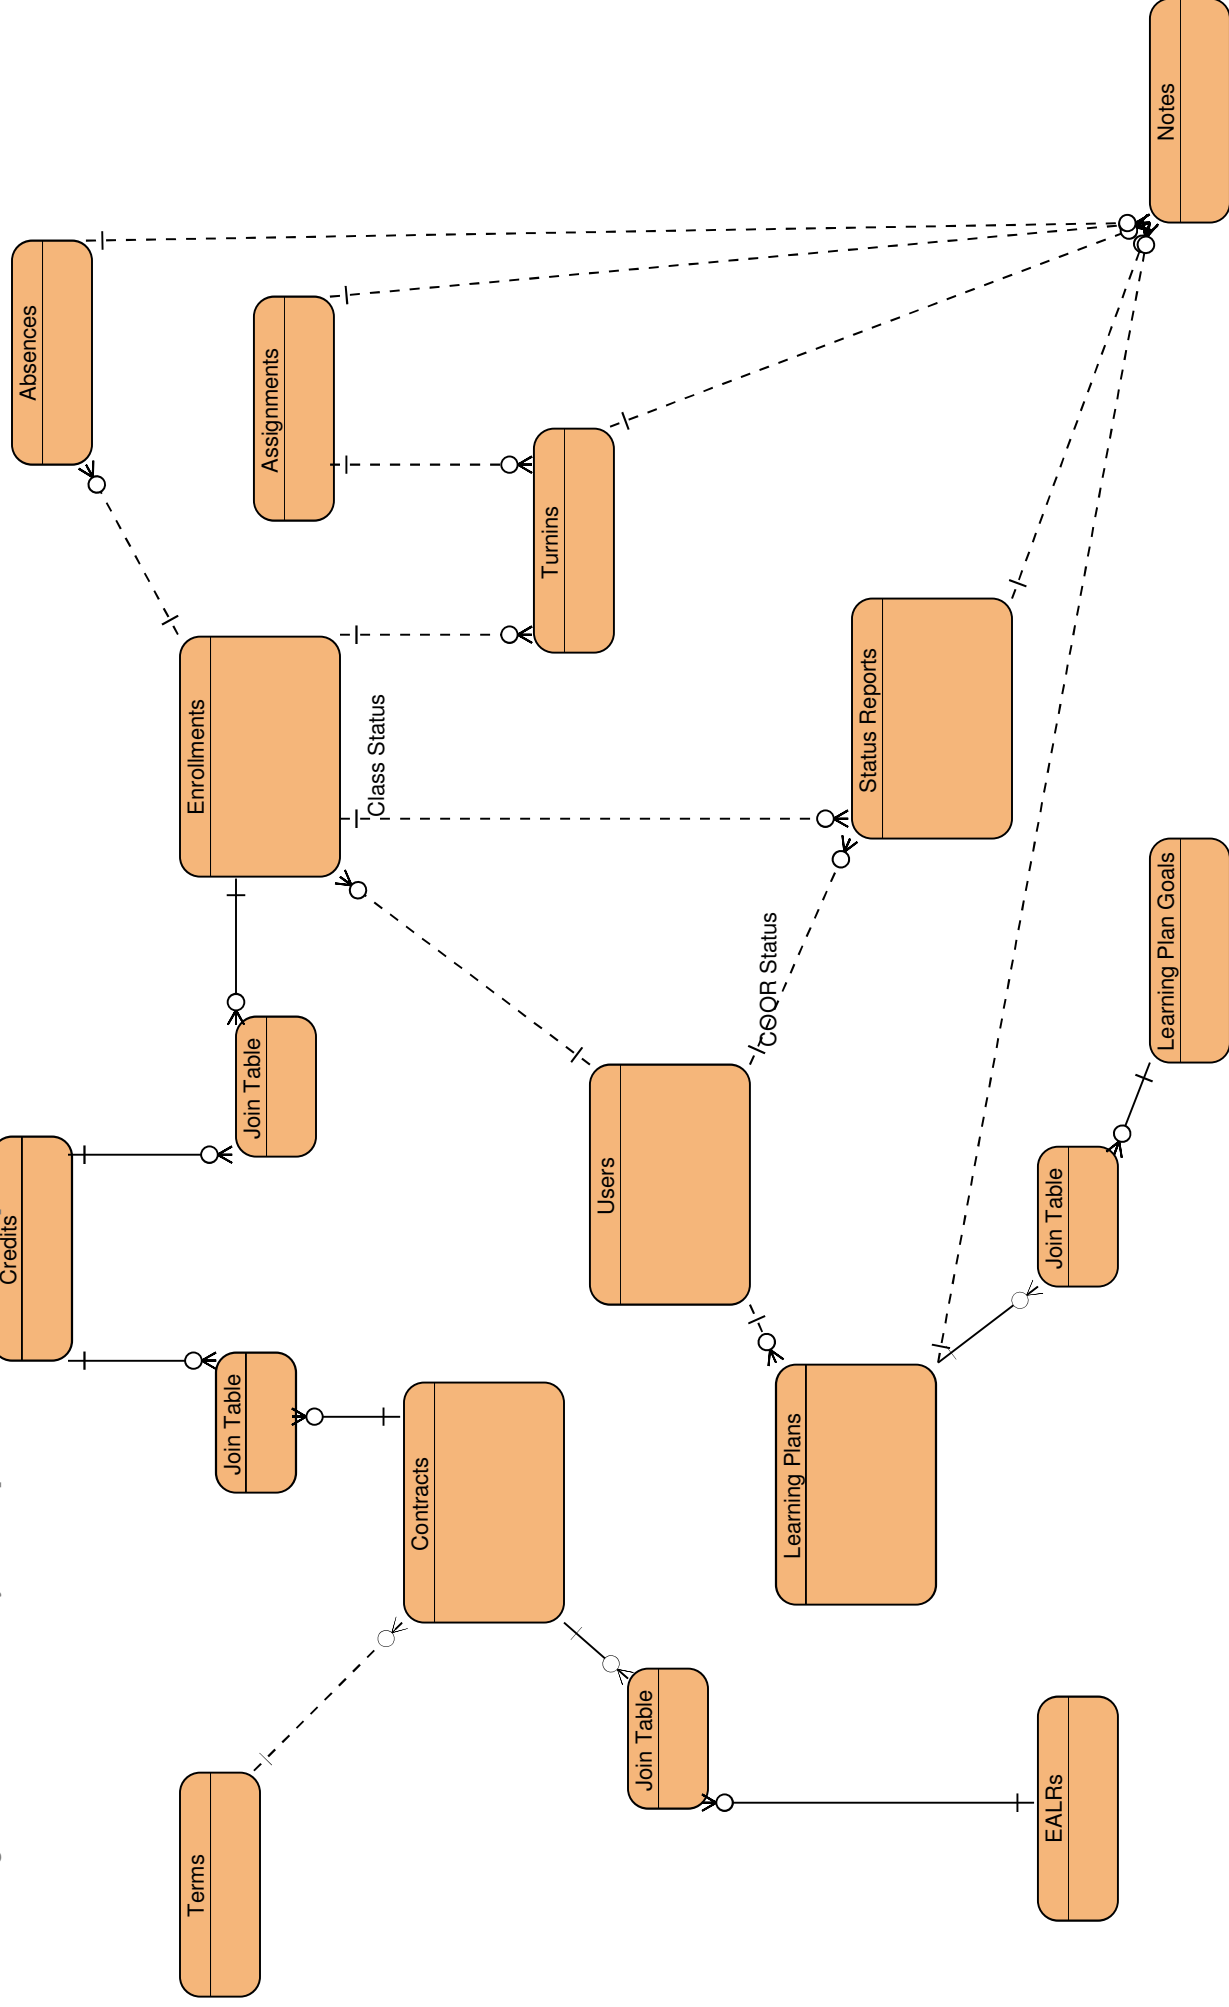 Notes
Absences
Assignments
Turnins
Enrollments
Class Status
Status Reports
Learning Plan Goals
COOR Status
Join Table
Credits
Users
Join Table
Join Table
Contracts
Learning Plans
Join Table
Terms
EALRs